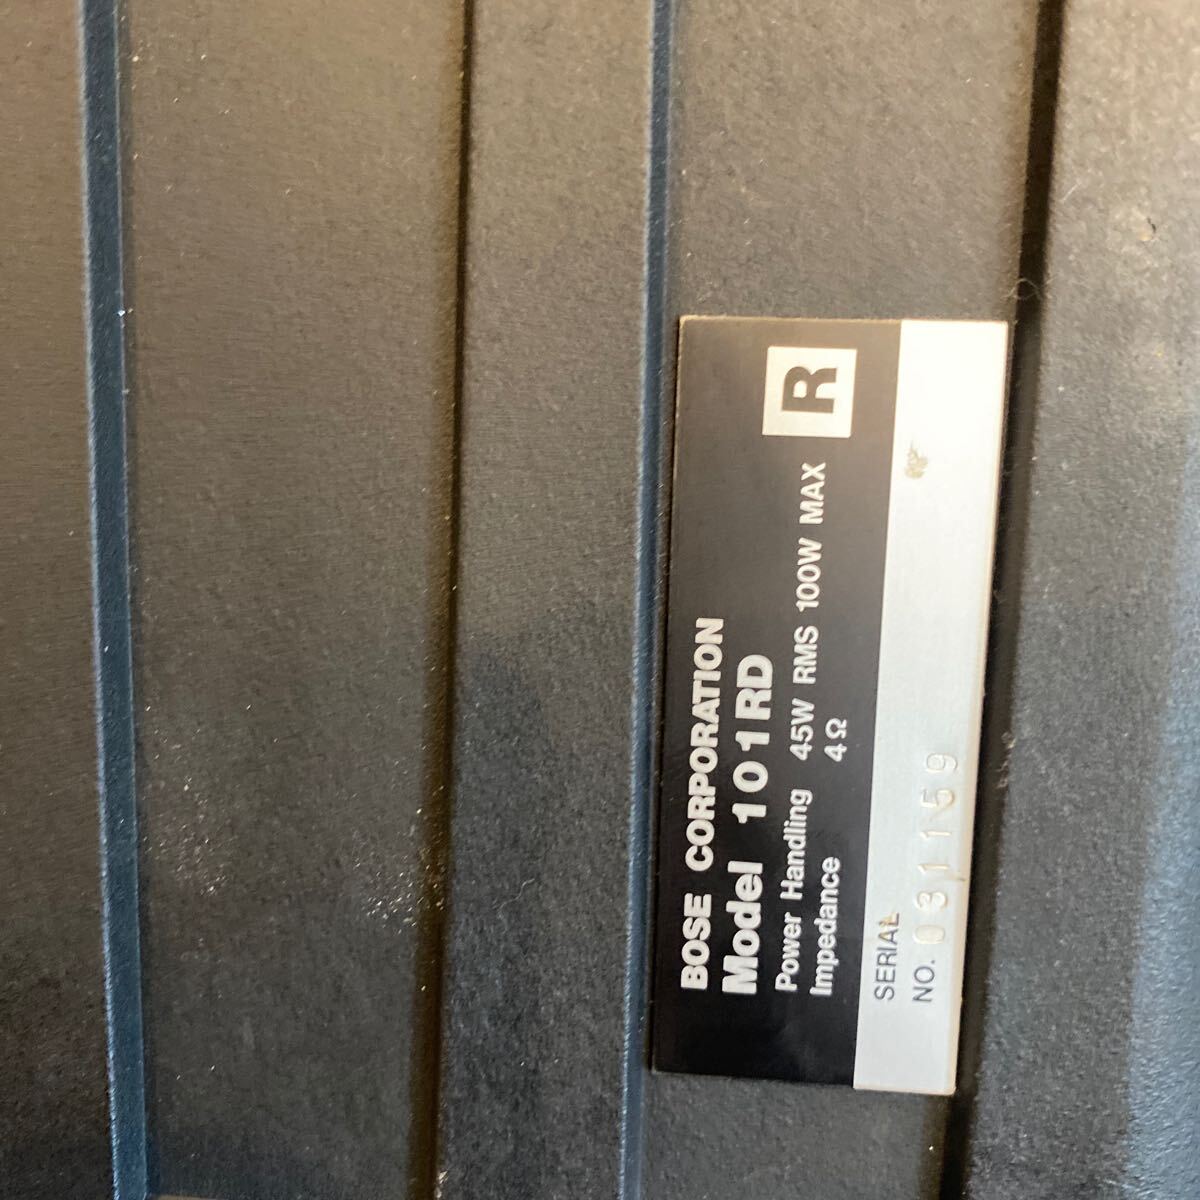 BOSE CORPORATION
Model 101RD
Power Handling 45W RMS 100W MAX
Impedance 4Ω
R
SERIAL
NO. 031159